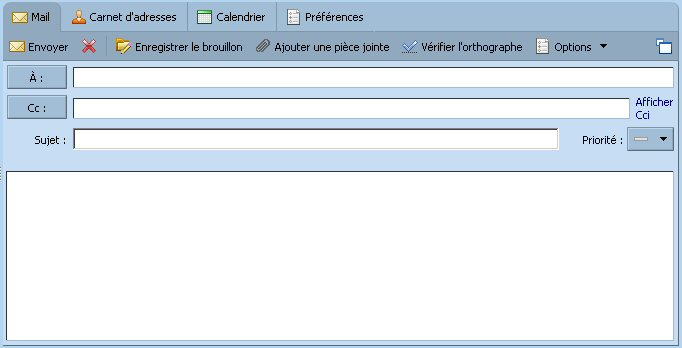 Mail Carnet d'adresses Calendrier Préférences
Envoyer Enregistrer le brouillon Ajouter une pièce jointe Vérifier l'orthographe Options
À :
Cc : Afficher
Cci
Sujet : Priorité :